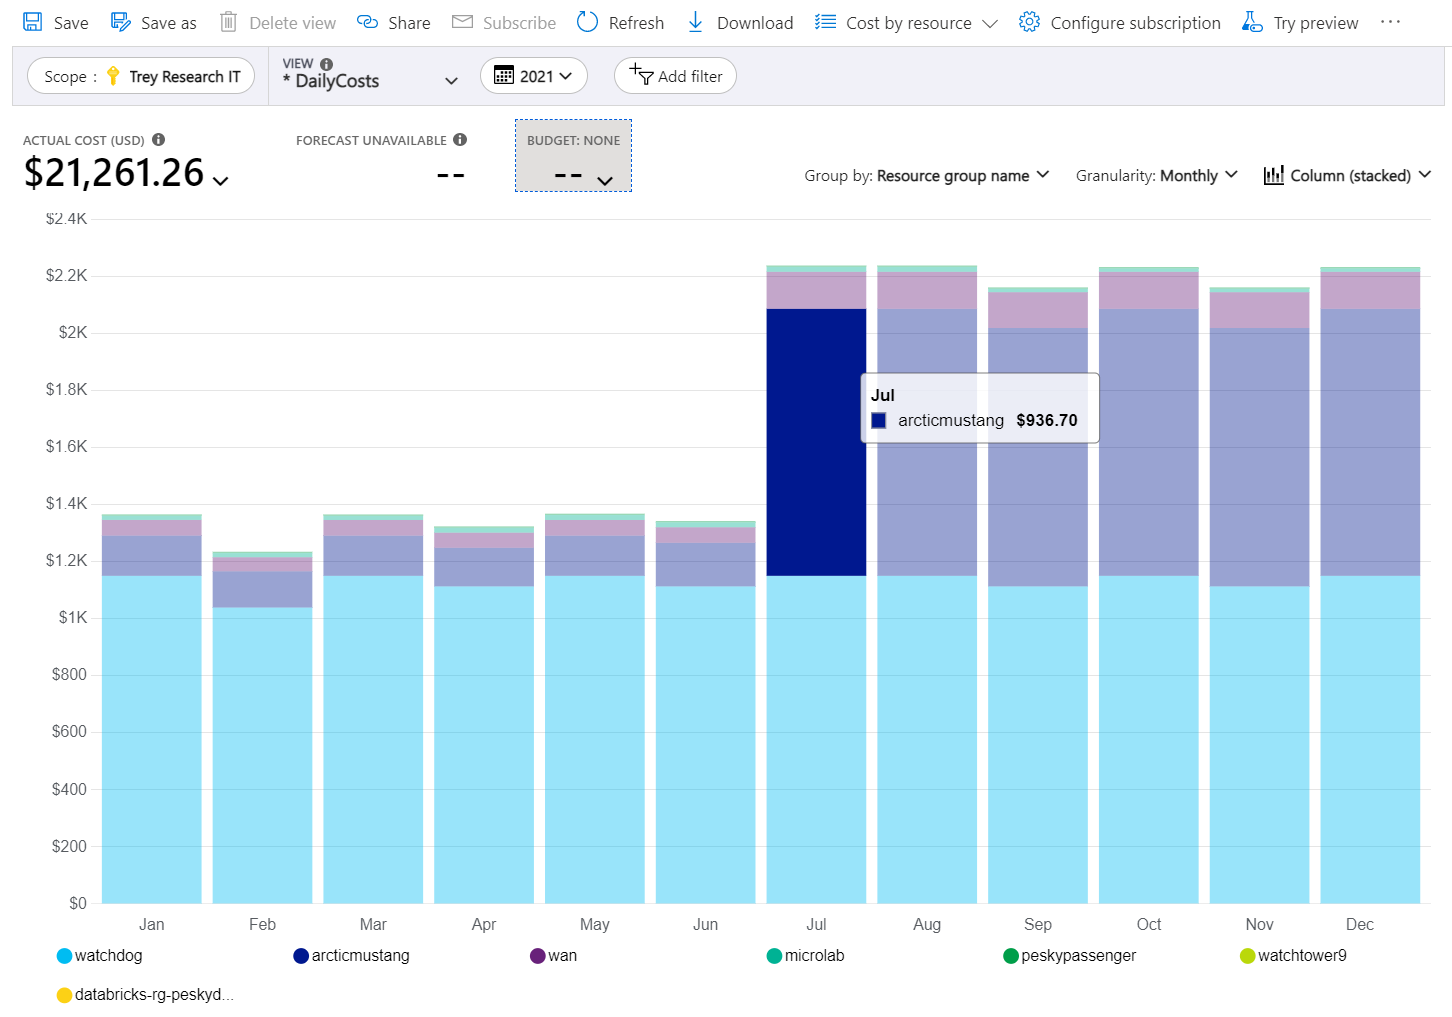 Save Save as Delete view Share Subscribe Refresh Download Cost by resource Configure subscription Try preview ···
Scope : Trey Research IT
VIEW
* DailyCosts
2021
Add filter
ACTUAL COST (USD)
$21,261.26
FORECAST UNAVAILABLE
--
BUDGET: NONE
--
Group by: Resource group name
Granularity: Monthly
Column (stacked)
$2.4K
$2.2K
$2K
$1.8K
$1.6K
$1.4K
$1.2K
$1K
$800
$600
$400
$200
$0
Jul
arcticmustang $936.70
Jan Feb Mar Apr May Jun Jul Aug Sep Oct Nov Dec
watchdog arcticmustang wan microlab peskypassenger watchtower9
databricks-rg-peskyd...